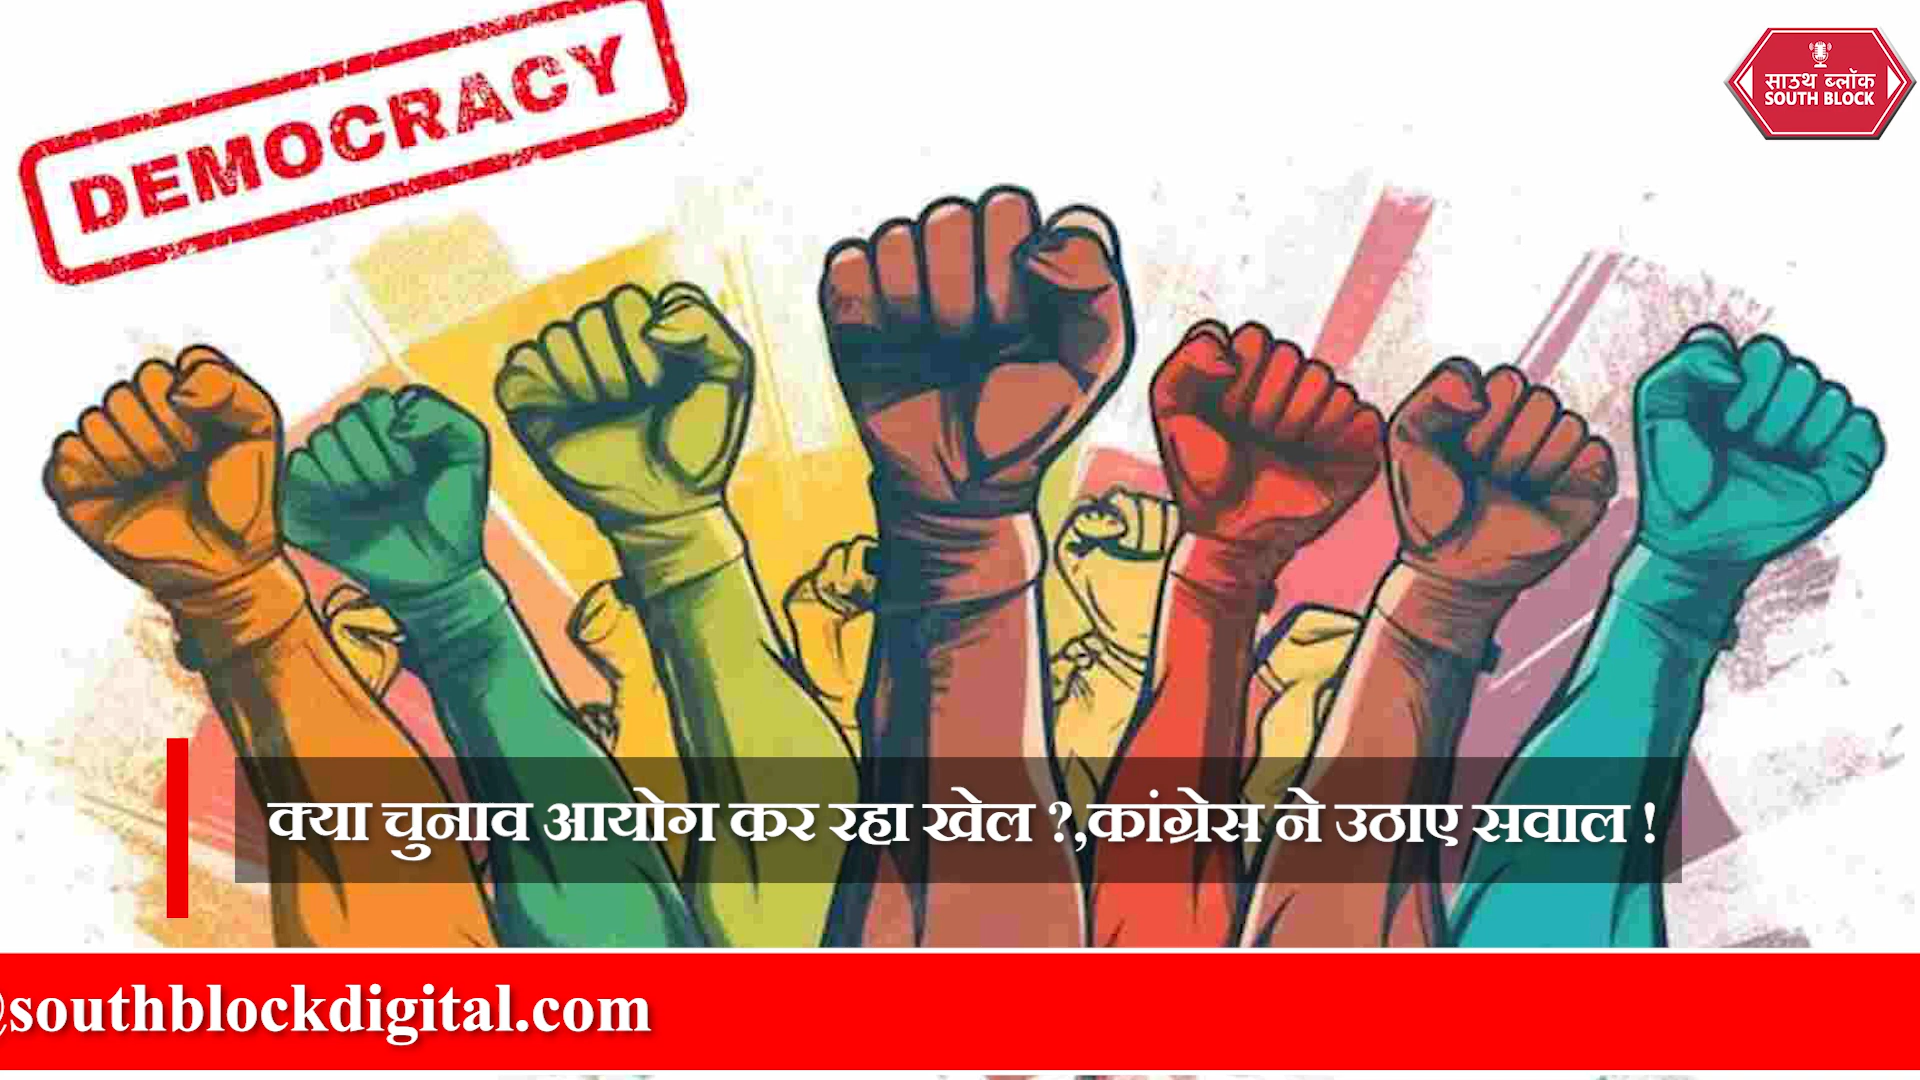 DEMOCRACY
साउथ ब्लॉक
SOUTH BLOCK
क्या चुनाव आयोग कर रहा खेल ?,कांग्रेस ने उठाए सवाल !
@southblockdigital.com